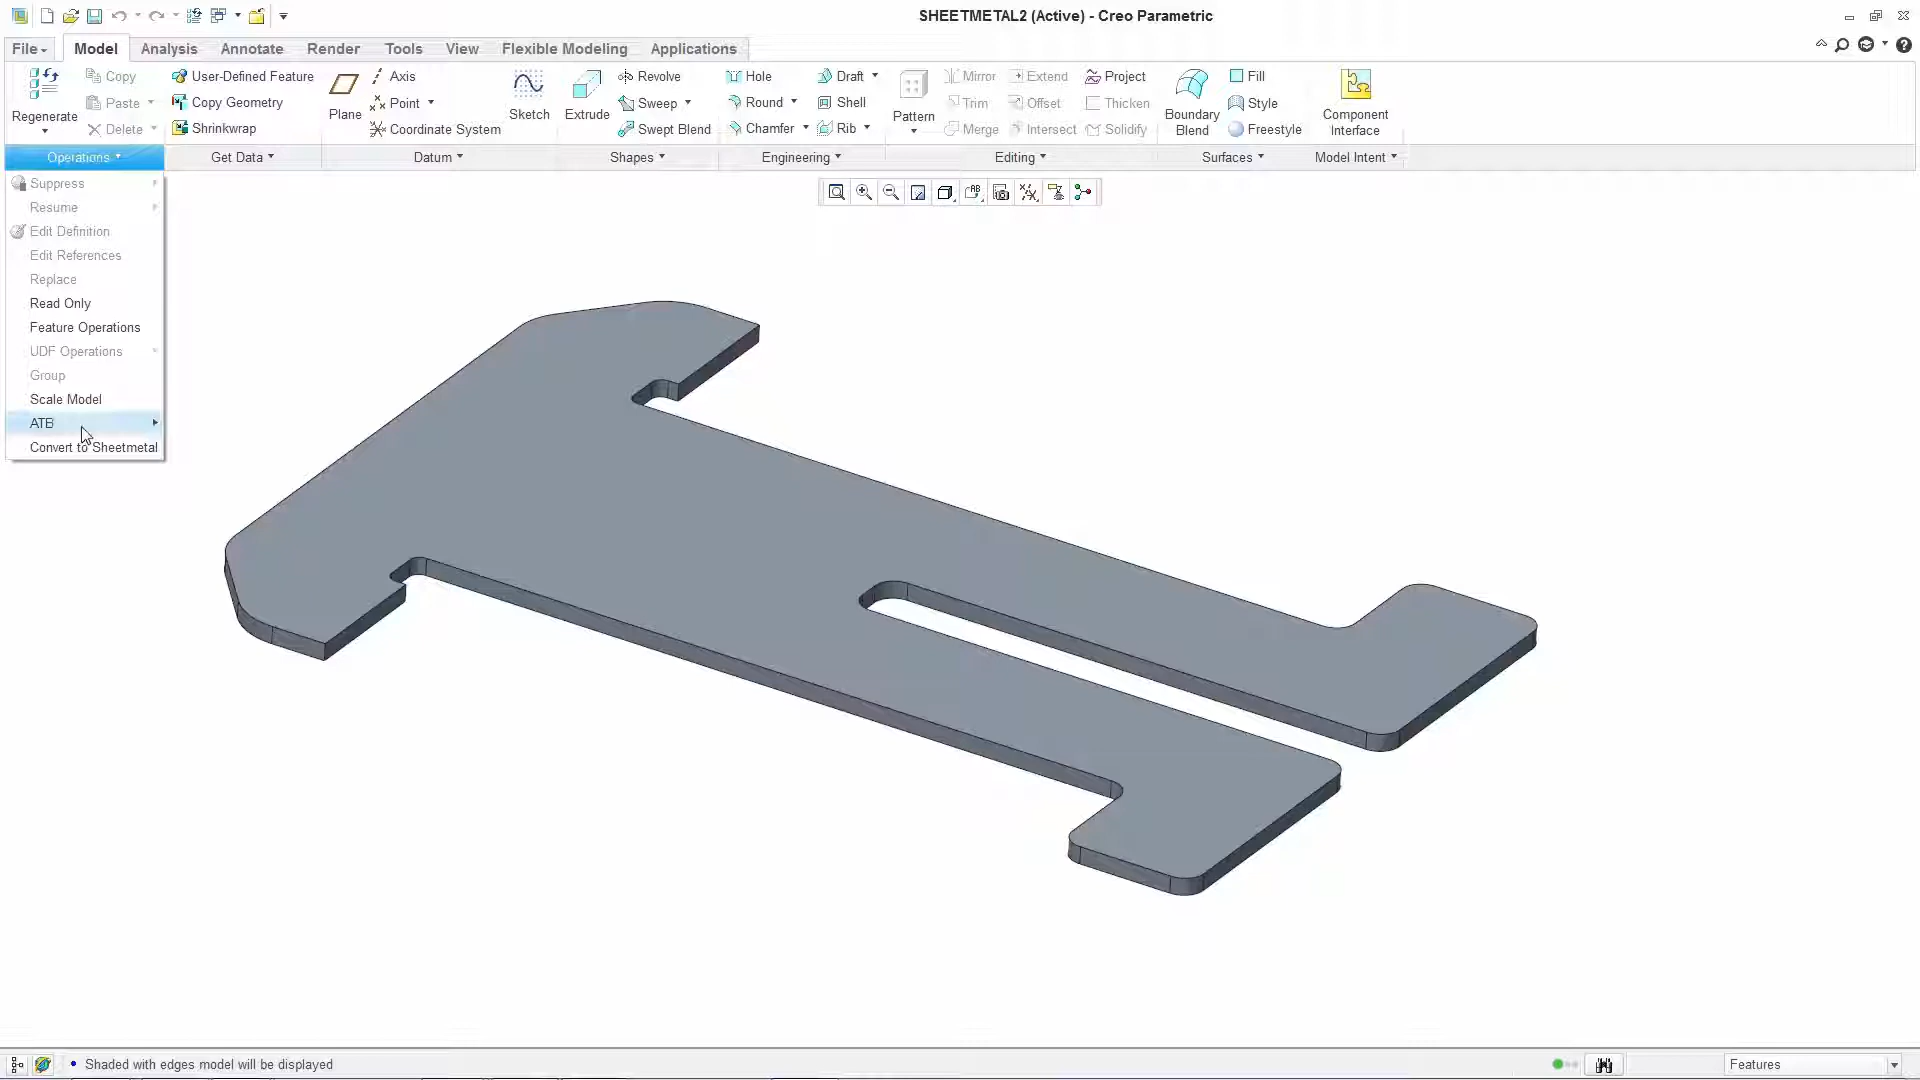 SHEETMETAL2 (Active) - Creo Parametric
File Model Analysis Annotate Render Tools View Flexible Modeling Applications
Regenerate
Copy
Paste
Delete
User-Defined Feature
Copy Geometry
Shrinkwrap
Plane
Axis
Point
Coordinate System
Sketch
Extrude
Revolve
Sweep
Swept Blend
Hole
Round
Chamfer
Draft
Shell
Rib
Pattern
Mirror
Trim
Merge
Extend
Offset
Intersect
Project
Thicken
Solidify
Boundary
Blend
Fill
Style
Freestyle
Component
Interface
Operations Get Data Datum Shapes Engineering Editing Surfaces Model Intent
Suppress
Resume
Edit Definition
Edit References
Replace
Read Only
Feature Operations
UDF Operations
Group
Scale Model
ATB
Convert to Sheetmetal
Shaded with edges model will be displayed
Features